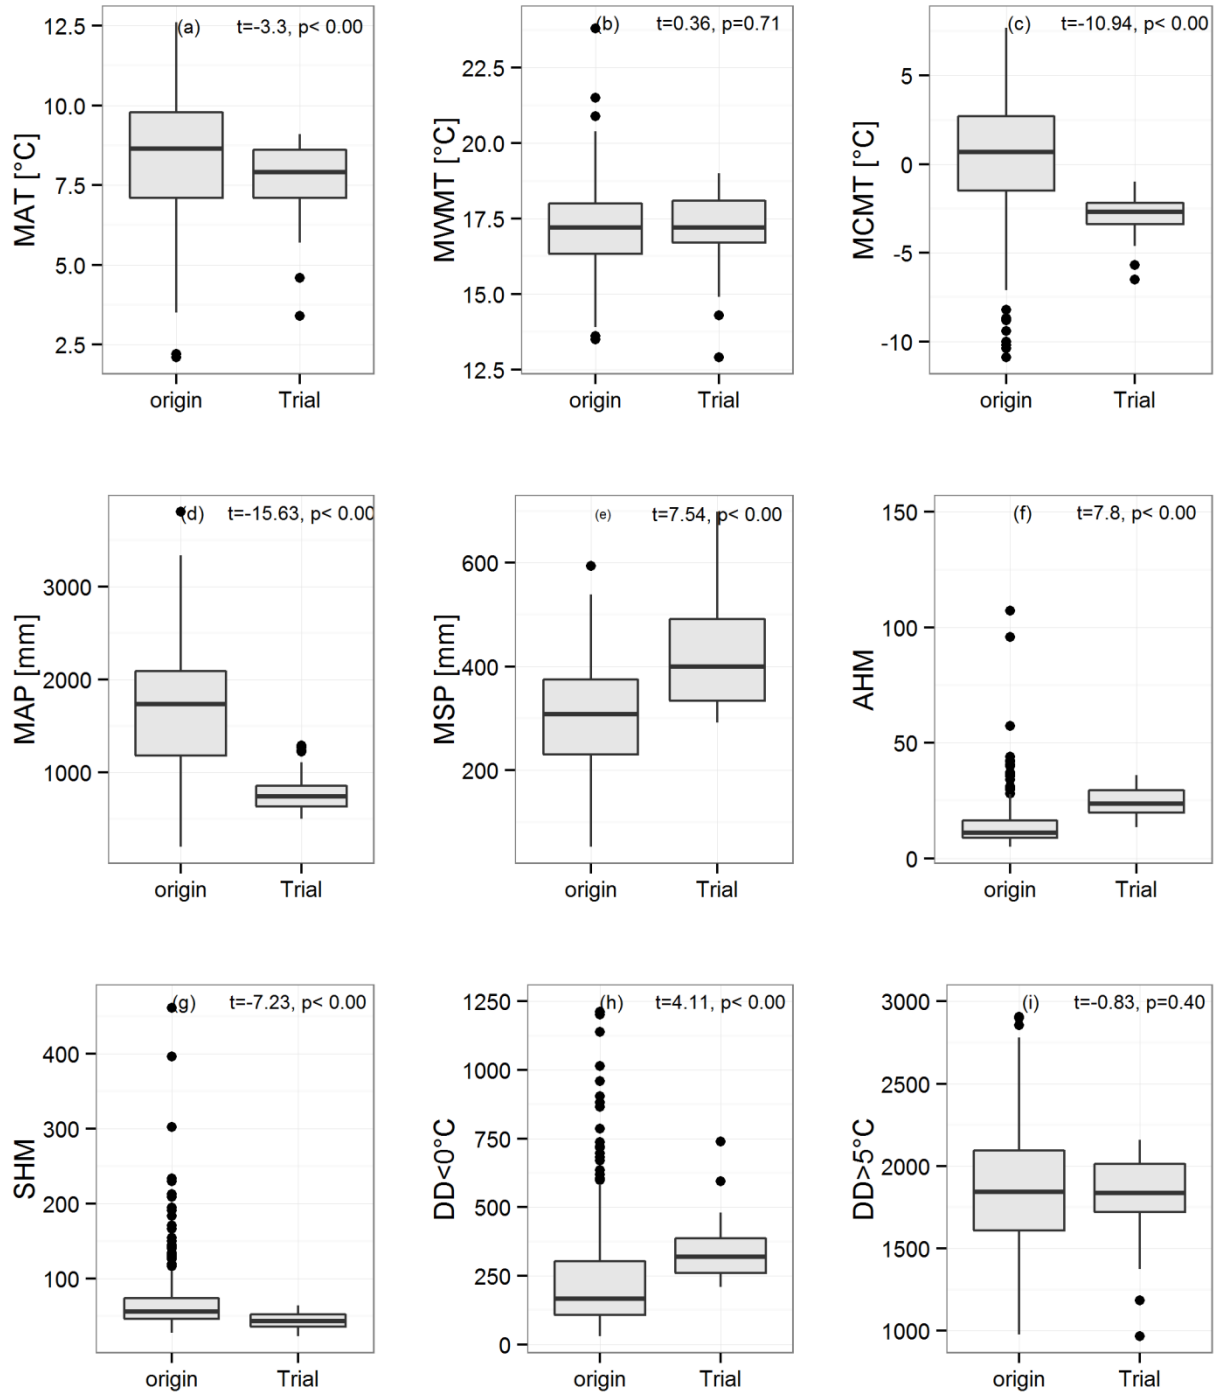 (a) t=-3.3, p< 0.00
MAT [°C]
12.5
10.0
7.5
5.0
2.5
origin Trial
(b) t=0.36, p=0.71
MWMT [°C]
22.5
20.0
17.5
15.0
12.5
origin Trial
(c) t=-10.94, p< 0.00
MCMT [°C]
5
0
-5
-10
origin Trial
(d) t=-15.63, p< 0.00
MAP [mm]
3000
2000
1000
origin Trial
(e) t=7.54, p< 0.00
MSP [mm]
600
400
200
origin Trial
(f) t=7.8, p< 0.00
AHM
150
100
50
0
origin Trial
(g) t=-7.23, p< 0.00
SHM
400
300
200
100
origin Trial
(h) t=4.11, p< 0.00
DD<0°C
1250
1000
750
500
250
0
origin Trial
(i) t=-0.83, p=0.40
DD>5°C
3000
2500
2000
1500
1000
origin Trial